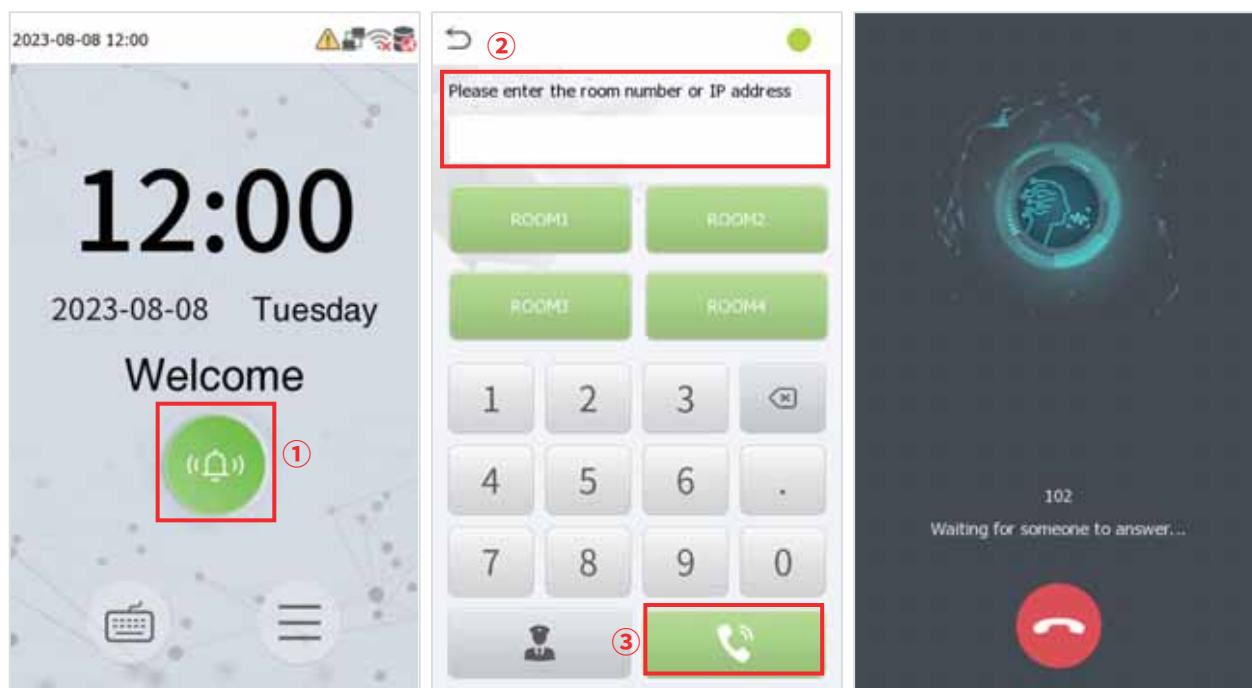 2023-08-08 12:00
12:00
2023-08-08 Tuesday
Welcome
①
②
Please enter the room number or IP address
ROOM1 ROOM2
ROOM3 ROOM4
1 2 3
4 5 6 .
7 8 9 0
③
102
Waiting for someone to answer...